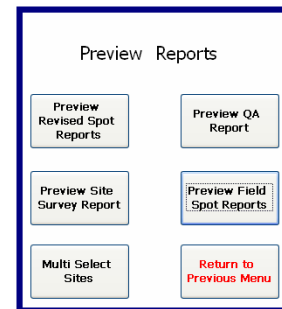 Preview Reports
Preview
Revised Spot
Reports
Preview QA
Report
Preview Site
Survey Report
Preview Field
Spot Reports
Multi Select
Sites
Return to
Previous Menu